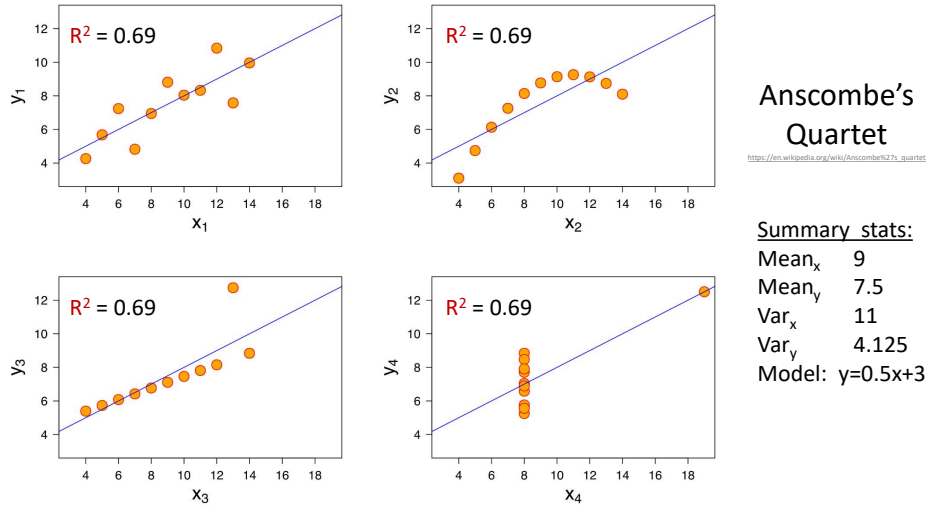 R² = 0.69
12
10
8
6
4
y₁
4 6 8 10 12 14 16 18
x₁
R² = 0.69
12
10
8
6
4
y₂
4 6 8 10 12 14 16 18
x₂
Anscombe’s
Quartet
https://en.wikipedia.org/wiki/Anscombe%27s_quartet
R² = 0.69
12
10
8
6
4
y₃
4 6 8 10 12 14 16 18
x₃
R² = 0.69
12
10
8
6
4
y₄
4 6 8 10 12 14 16 18
x₄
Summary stats:
Meanₓ 9
Mean_y 7.5
Varₓ 11
Var_y 4.125
Model: y=0.5x+3